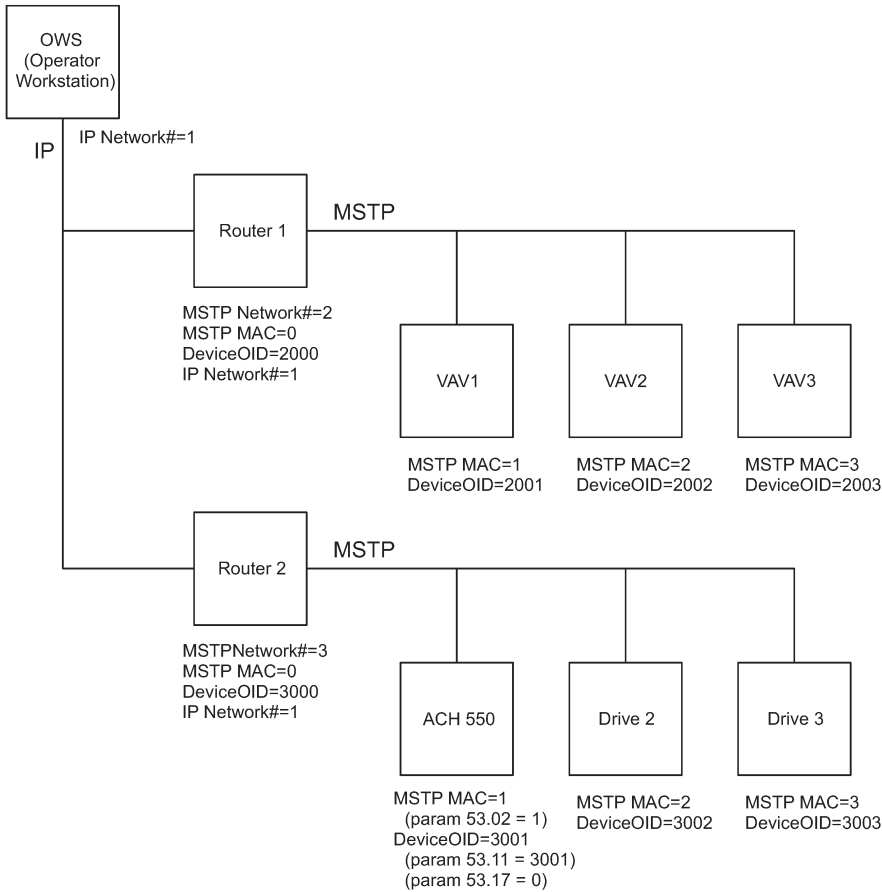 OWS
(Operator
Workstation)
IP
IP Network#=1
Router 1
MSTP
MSTP Network#=2
MSTP MAC=0
DeviceOID=2000
IP Network#=1
VAV1
VAV2
VAV3
MSTP MAC=1
DeviceOID=2001
MSTP MAC=2
DeviceOID=2002
MSTP MAC=3
DeviceOID=2003
Router 2
MSTP
MSTPNetwork#=3
MSTP MAC=0
DeviceOID=3000
IP Network#=1
ACH 550
Drive 2
Drive 3
MSTP MAC=1
(param 53.02 = 1)
DeviceOID=3001
(param 53.11 = 3001)
(param 53.17 = 0)
MSTP MAC=2
DeviceOID=3002
MSTP MAC=3
DeviceOID=3003